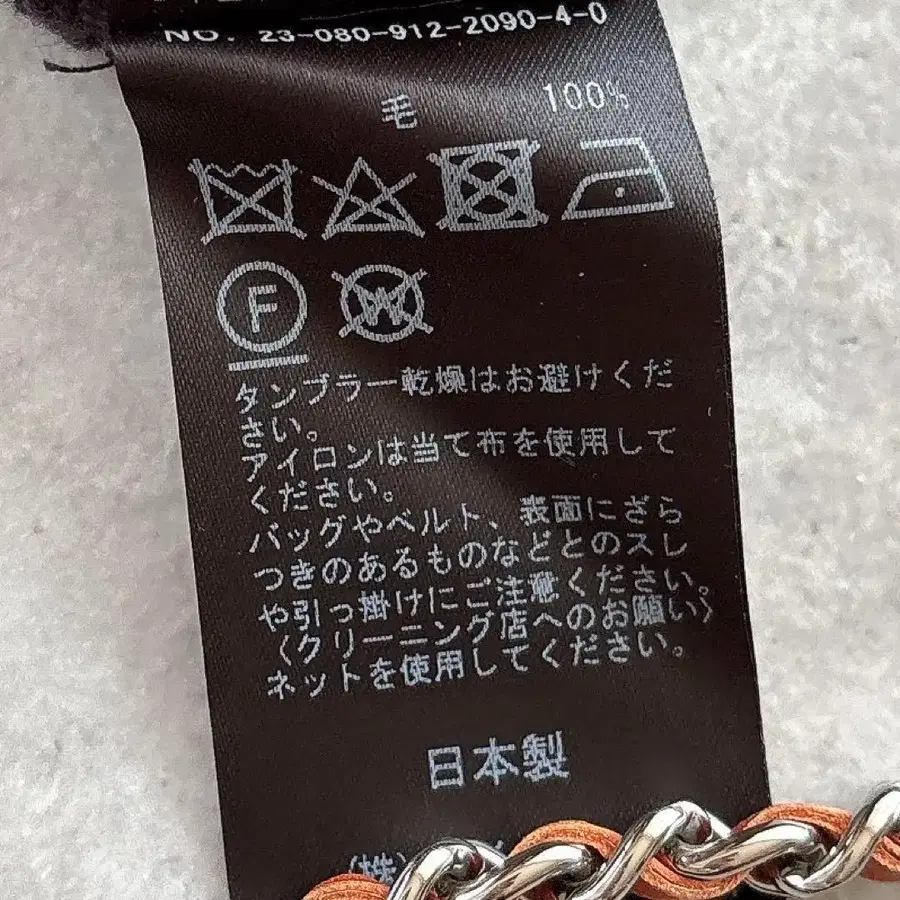 NO. 23-080-912-2090-4-0
毛 100%
F
W
タンブラー乾燥はお避けくだ
さい。
アイロンは当て布を使用して
ください。
バッグやベルト、表面にざら
つきのあるものなどとのスレ
や引っ掛けにご注意ください。
〈クリーニング店へのお願い〉
ネットを使用してください。
日本製
(株)